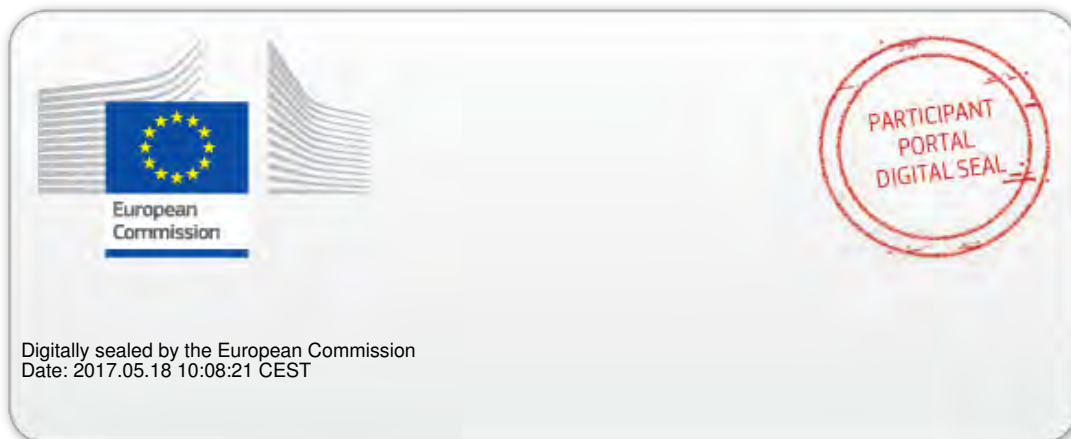 European
Commission
PARTICIPANT
PORTAL
DIGITAL SEAL
Digitally sealed by the European Commission
Date: 2017.05.18 10:08:21 CEST